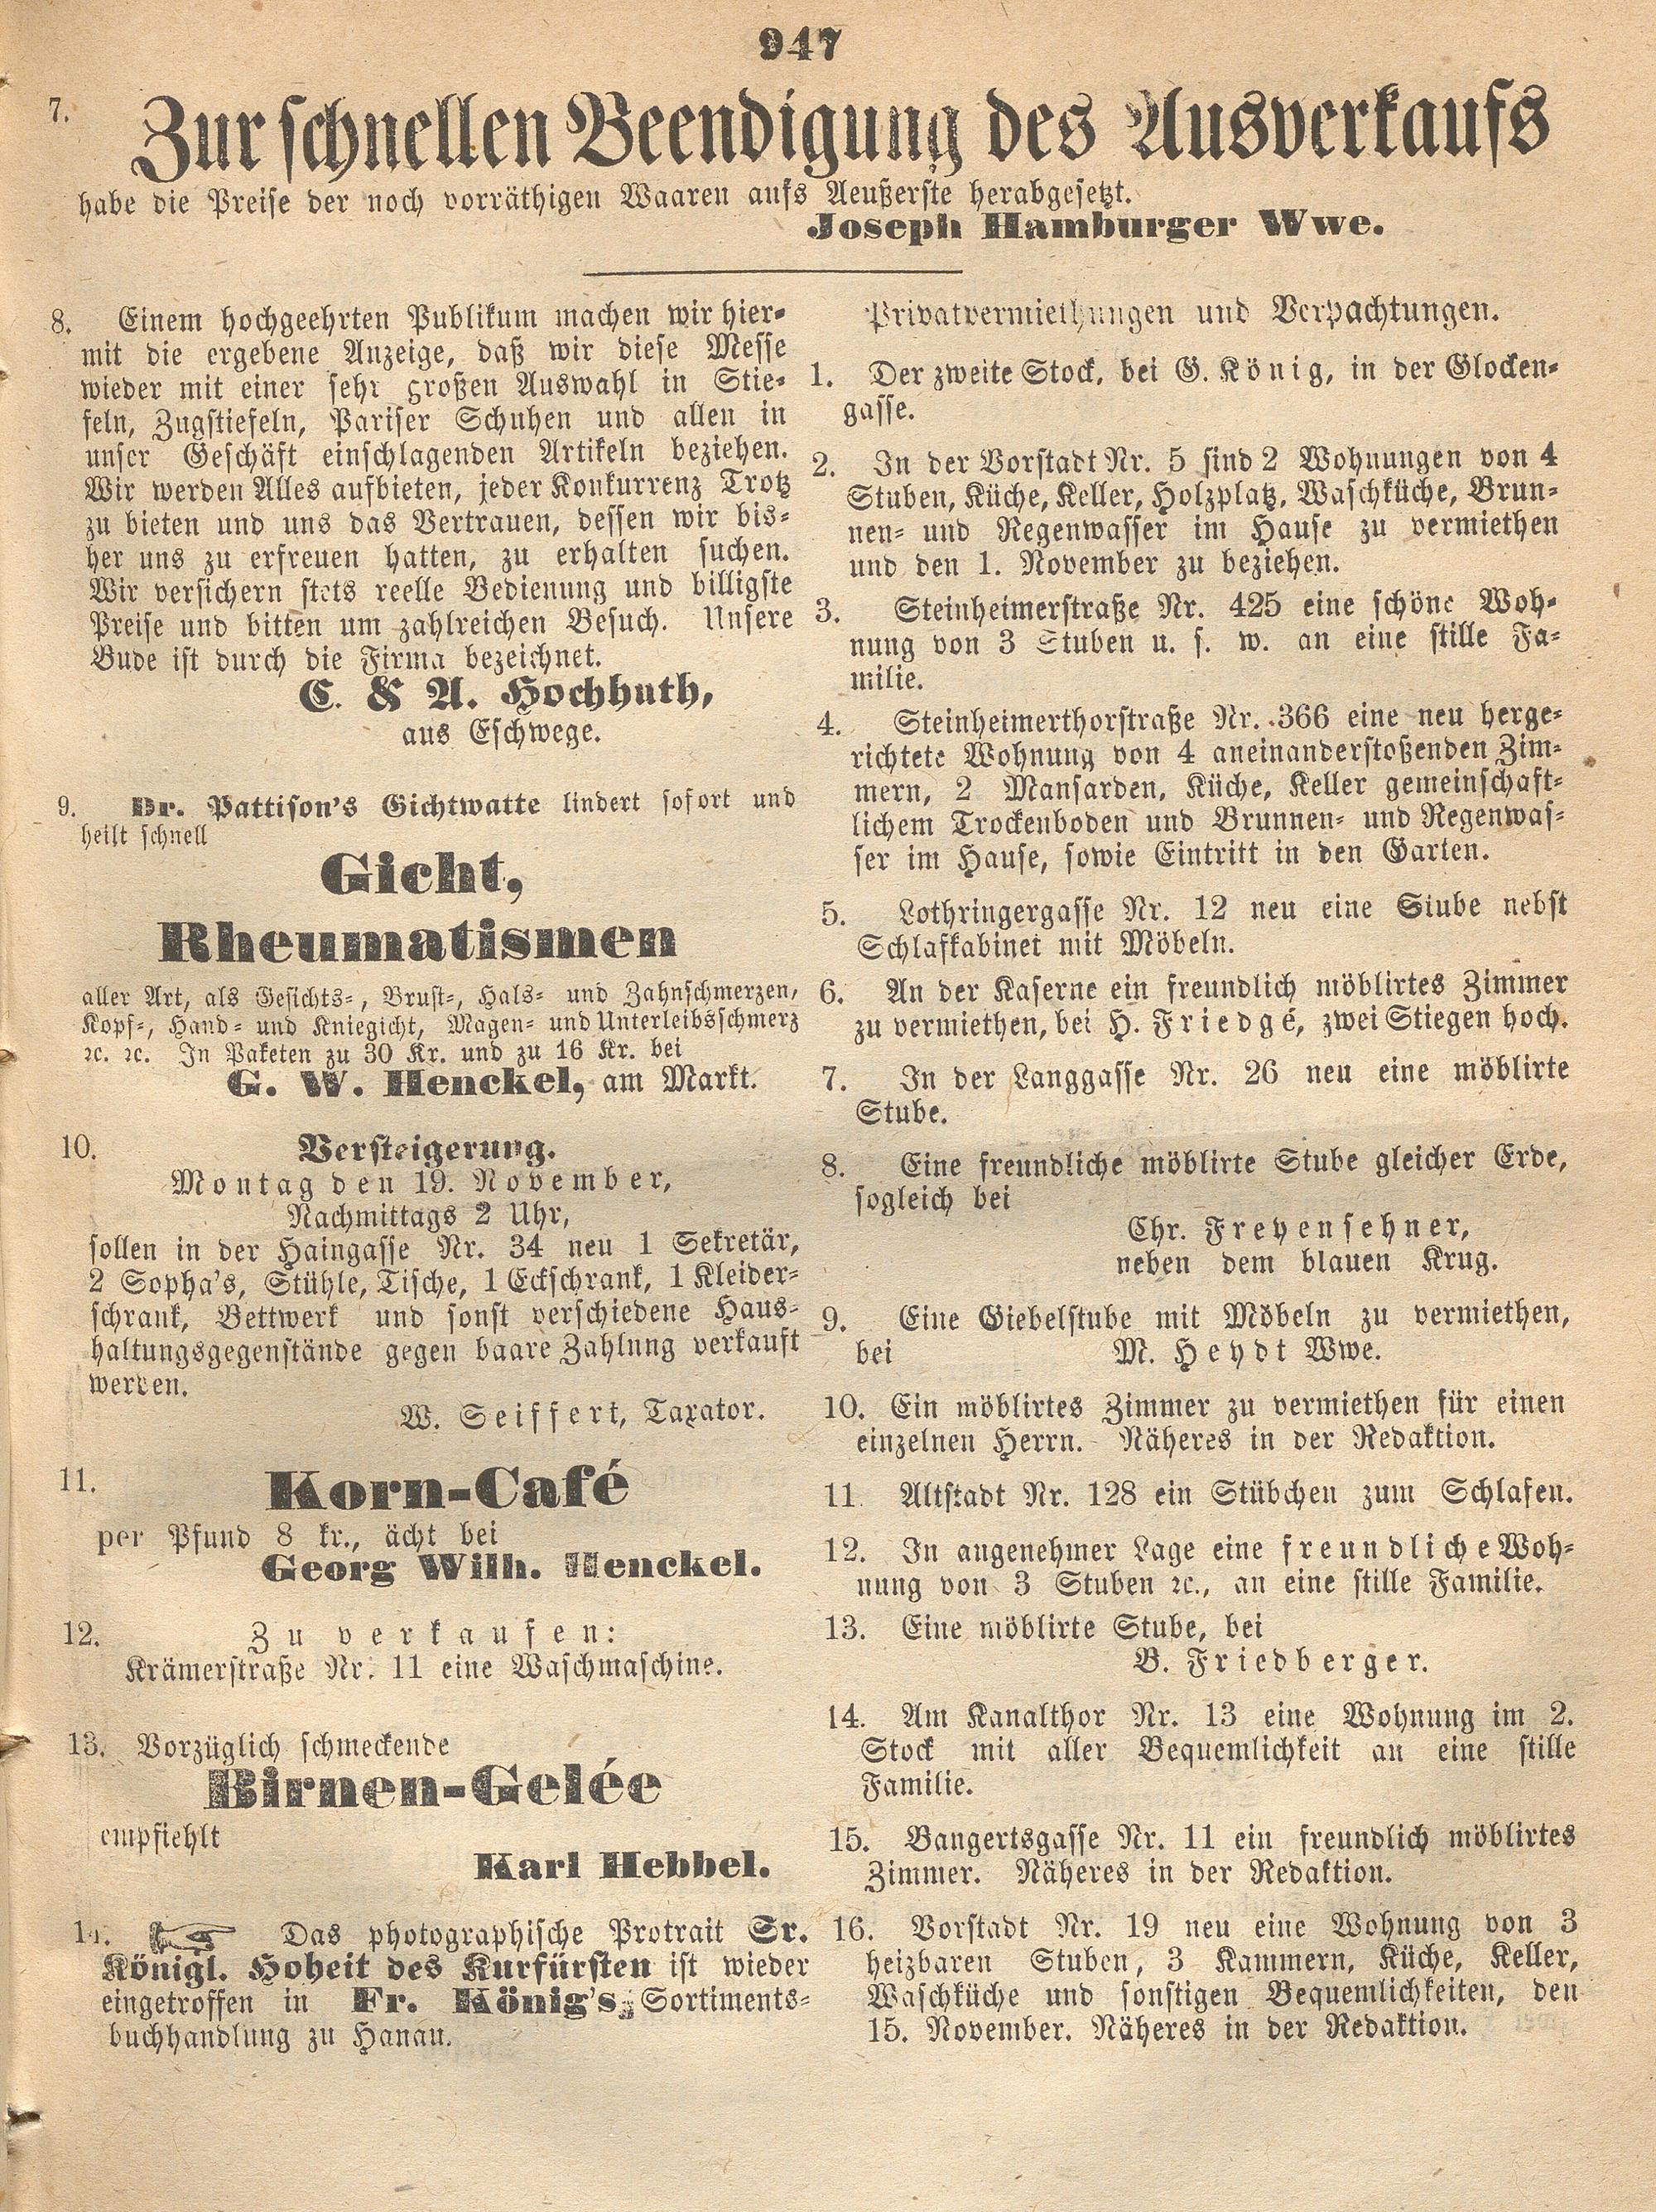 947
7. Zur schnellen Beendigung des Ausverkaufs
habe die Preise der noch vorräthigen Waaren aufs Aeußerste herabgesetzt.
Joseph Hamburger Wwe.
8. Einem hochgeehrten Publikum machen wir hier-
mit die ergebene Anzeige, daß wir diese Messe
wieder mit einer sehr großen Auswahl in Stie-
feln, Zugstiefeln, Pariser Schuhen und allen in
unser Geschäft einschlagenden Artikeln beziehen.
Wir werden Alles aufbieten, jeder Konkurrenz Trotz
zu bieten und uns das Vertrauen, dessen wir bis-
her uns zu erfreuen hatten, zu erhalten suchen.
Wir versichern stets reelle Bedienung und billigste
Preise und bitten um zahlreichen Besuch. Unsere
Bude ist durch die Firma bezeichnet.
C. & A. Hochhuth,
aus Eschwege.
9. Dr. Pattison's Gichtwatte lindert sofort und
heilt schnell
Gicht,
Rheumatismen
aller Art, als Gesichts-, Brust-, Hals- und Zahnschmerzen,
Kopf-, Hand- und Kniegicht, Magen- und Unterleibsschmerz
ꝛc. ꝛc. In Paketen zu 30 Kr. und zu 16 Kr. bei
G. W. Henckel, am Markt.
10. Versteigerung.
Montag den 19. November,
Nachmittags 2 Uhr,
sollen in der Haingasse Nr. 34 neu 1 Sekretär,
2 Sopha's, Stühle, Tische, 1 Eckschrank, 1 Kleider-
schrank, Bettwerk und sonst verschiedene Haus-
haltungsgegenstände gegen baare Zahlung verkauft
werden.
W. Seiffert, Taxator.
11. Korn-Café
per Pfund 8 kr., ächt bei
Georg Wilh. Henckel.
12. Zu verkaufen:
Krämerstraße Nr. 11 eine Waschmaschine.
13. Vorzüglich schmeckende
Birnen-Gelée
empfiehlt
Karl Hebbel.
14. Das photographische Protrait Sr.
Königl. Hoheit des Kurfürsten ist wieder
eingetroffen in Fr. König's Sortiments-
buchhandlung zu Hanau.
Privatvermiethungen und Verpachtungen.
1. Der zweite Stock, bei G. König, in der Glocken-
gasse.
2. In der Vorstadt Nr. 5 sind 2 Wohnungen von 4
Stuben, Küche, Keller, Holzplatz, Waschküche, Brun-
nen- und Regenwasser im Hause zu vermiethen
und den 1. November zu beziehen.
3. Steinheimerstraße Nr. 425 eine schöne Woh-
nung von 3 Stuben u. s. w. an eine stille Fa-
milie.
4. Steinheimerthorstraße Nr. 366 eine neu herge-
richtete Wohnung von 4 aneinanderstoßenden Zim-
mern, 2 Mansarden, Küche, Keller gemeinschaft-
lichem Trockenboden und Brunnen- und Regenwas-
ser im Hause, sowie Eintritt in den Garten.
5. Lothringergasse Nr. 12 neu eine Stube nebst
Schlafkabinet mit Möbeln.
6. An der Kaserne ein freundlich möblirtes Zimmer
zu vermiethen, bei H. Friedgé, zwei Stiegen hoch.
7. In der Langgasse Nr. 26 neu eine möblirte
Stube.
8. Eine freundliche möblirte Stube gleicher Erde,
sogleich bei
Chr. Freyensehner,
neben dem blauen Krug.
9. Eine Giebelstube mit Möbeln zu vermiethen,
bei M. Heydt Wwe.
10. Ein möblirtes Zimmer zu vermiethen für einen
einzelnen Herrn. Näheres in der Redaktion.
11. Altstadt Nr. 128 ein Stübchen zum Schlafen.
12. In angenehmer Lage eine freundliche Woh-
nung von 3 Stuben ꝛc., an eine stille Familie.
13. Eine möblirte Stube, bei
B. Friedberger.
14. Am Kanalthor Nr. 13 eine Wohnung im 2.
Stock mit aller Bequemlichkeit an eine stille
Familie.
15. Bangertsgasse Nr. 11 ein freundlich möblirtes
Zimmer. Näheres in der Redaktion.
16. Vorstadt Nr. 19 neu eine Wohnung von 3
heizbaren Stuben, 3 Kammern, Küche, Keller,
Waschküche und sonstigen Bequemlichkeiten, den
15. November. Näheres in der Redaktion.